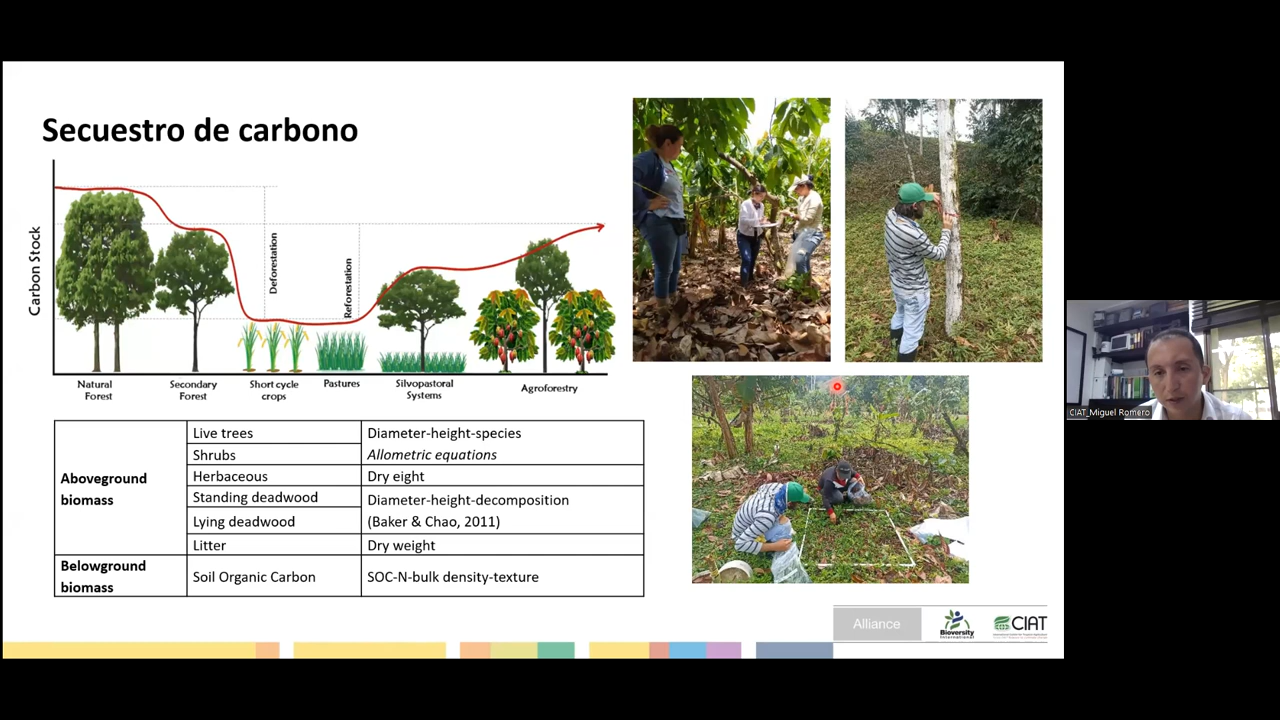 Secuestro de carbono
Carbon Stock
Deforestation
Reforestation
Natural
Forest
Secondary
Forest
Short cycle
crops
Pastures
Silvopastoral
Systems
Agroforestry
Aboveground
biomass
Live trees
Diameter-height-species
Shrubs
Allometric equations
Herbaceous
Dry eight
Standing deadwood
Diameter-height-decomposition
Lying deadwood
(Baker & Chao, 2011)
Litter
Dry weight
Belowground
biomass
Soil Organic Carbon
SOC-N-bulk density-texture
Alliance
Bioversity
International
CIAT
CIAT_Miguel Romero